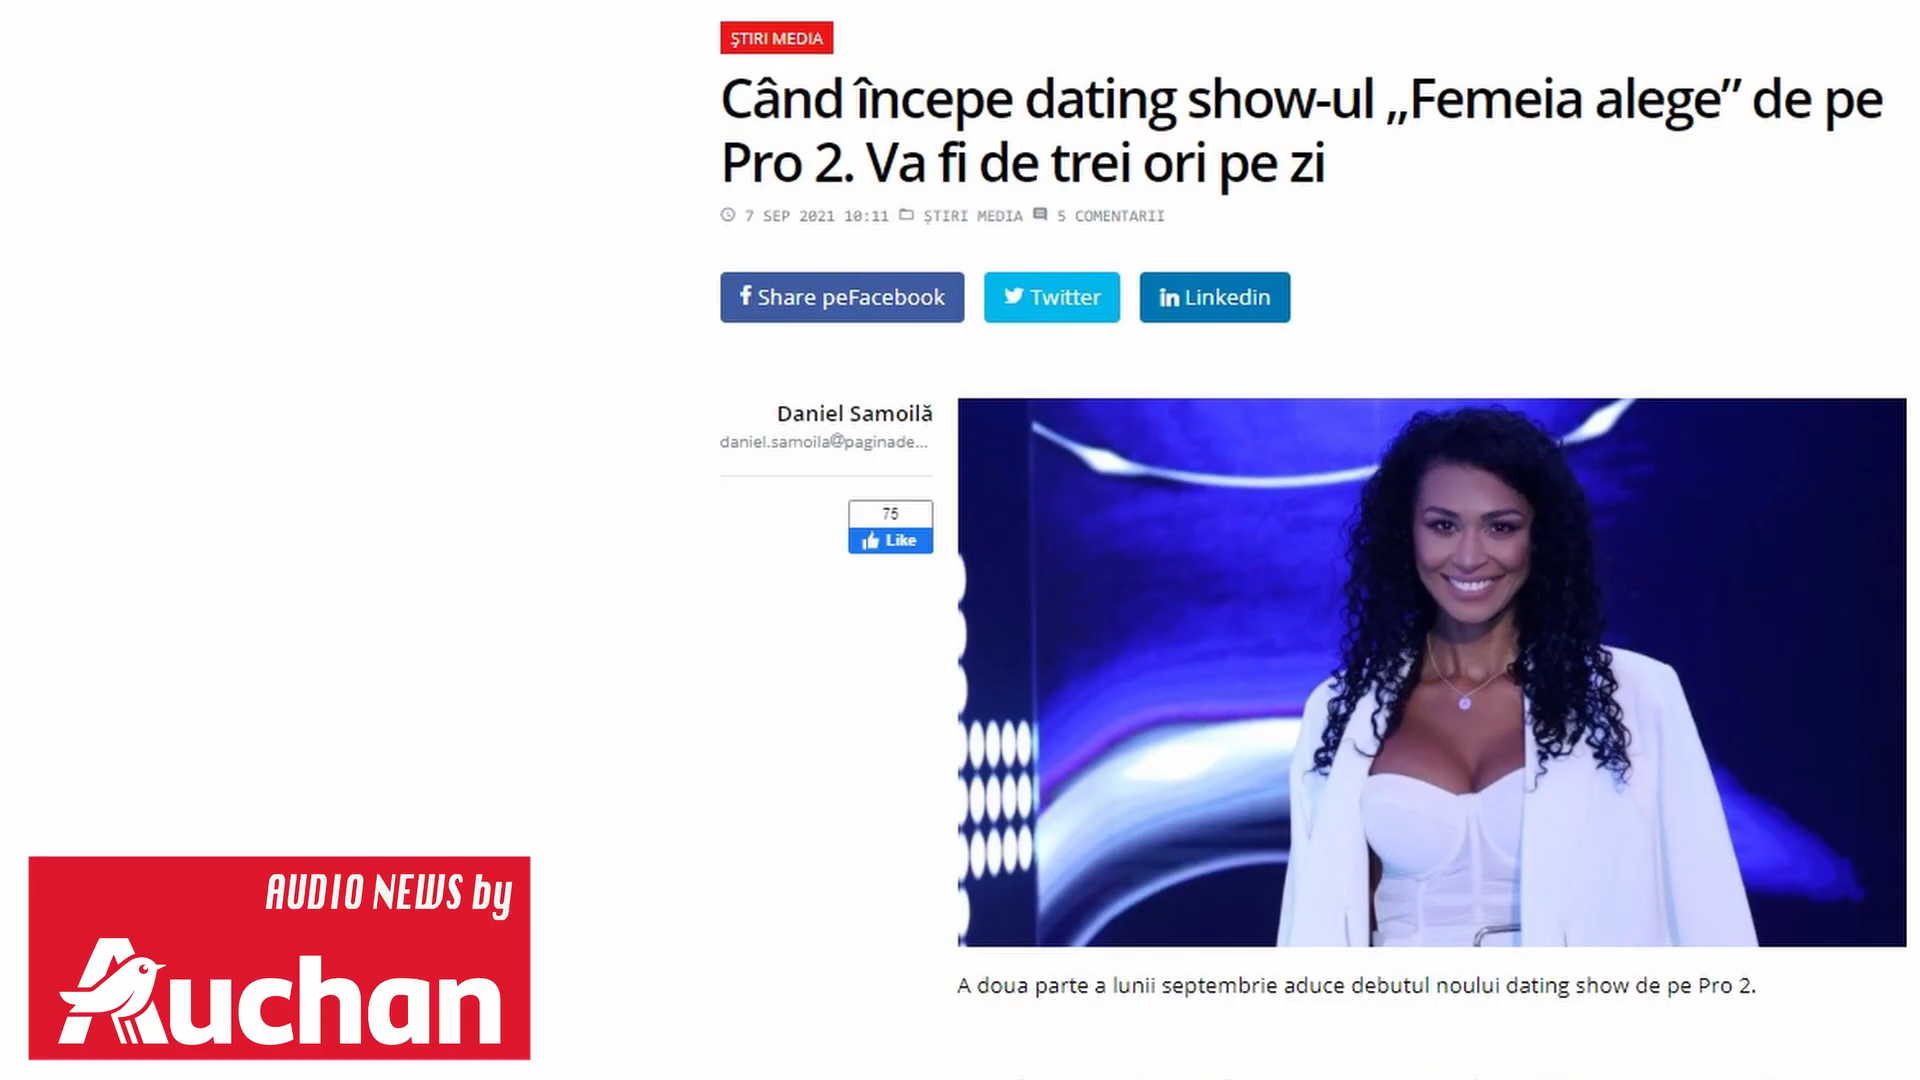 ŞTIRI MEDIA
Când începe dating show-ul „Femeia alege” de pe
Pro 2. Va fi de trei ori pe zi
7 SEP 2021 10:11 ȘTIRI MEDIA 5 COMENTARII
Share peFacebook Twitter Linkedin
Daniel Samoilă
daniel.samoila@paginade...
75
Like
A doua parte a lunii septembrie aduce debutul noului dating show de pe Pro 2.
AUDIO NEWS by
Auchan